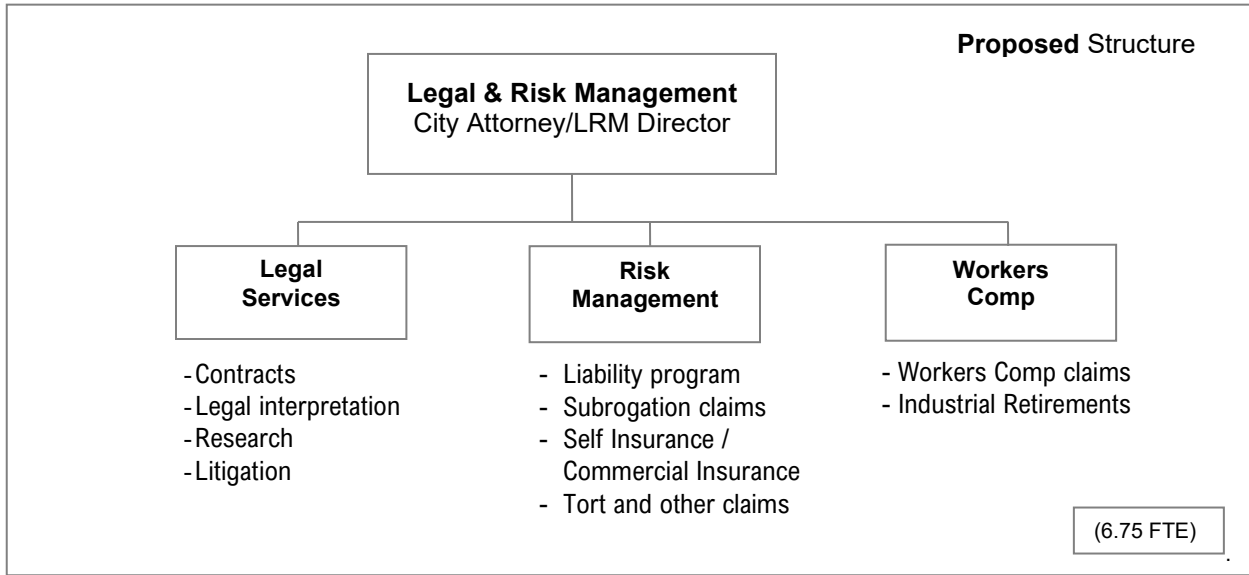 Proposed Structure
Legal & Risk Management
City Attorney/LRM Director
Legal
Services
Risk
Management
Workers
Comp
-Contracts
-Legal interpretation
-Research
-Litigation
- Liability program
- Subrogation claims
- Self Insurance /
Commercial Insurance
- Tort and other claims
- Workers Comp claims
- Industrial Retirements
(6.75 FTE)
.